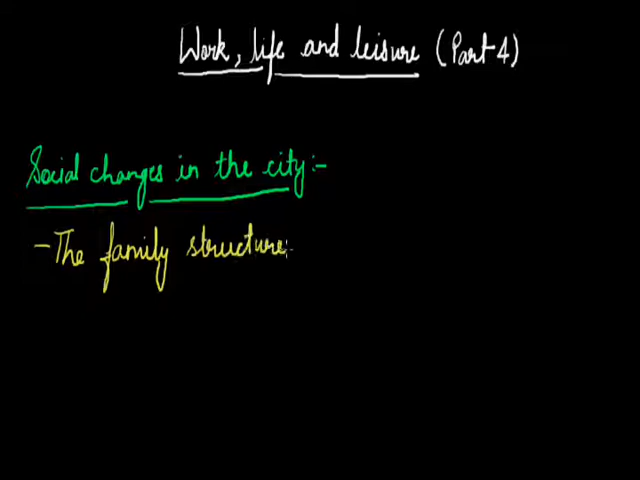 Work, life and leisure (Part 4)
Social changes in the city:-
- The family structure: